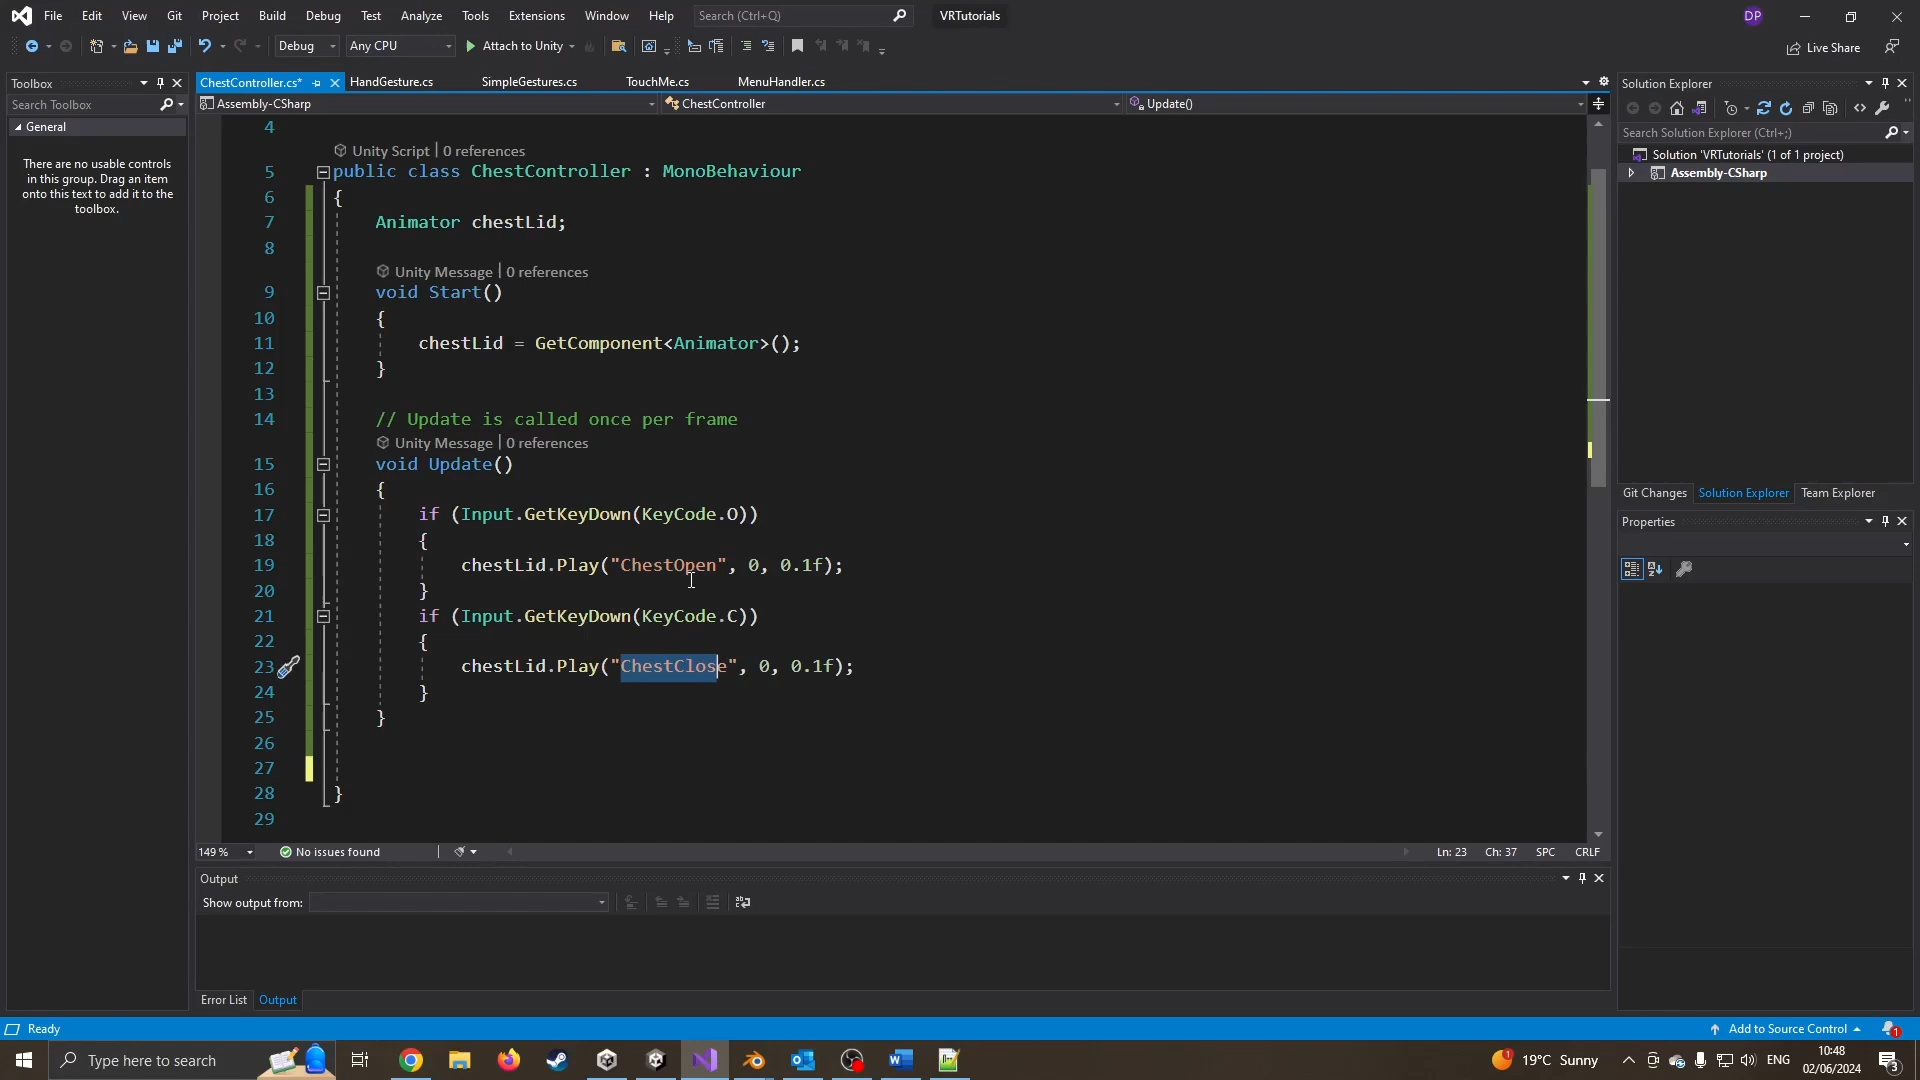 File Edit View Git Project Build Debug Test Analyze Tools Extensions Window Help Search (Ctrl+Q) VRTutorials DP
Debug Any CPU Attach to Unity Live Share
Toolbox
Search Toolbox
General
There are no usable controls
in this group. Drag an item
onto this text to add it to the
toolbox.
ChestController.cs* HandGesture.cs SimpleGestures.cs TouchMe.cs MenuHandler.cs
Assembly-CSharp ChestController Update()
4
Unity Script | 0 references
5 public class ChestController : MonoBehaviour
6 {
7 Animator chestLid;
8
Unity Message | 0 references
9 void Start()
10 {
11 chestLid = GetComponent<Animator>();
12 }
13
14 // Update is called once per frame
Unity Message | 0 references
15 void Update()
16 {
17 if (Input.GetKeyDown(KeyCode.O))
18 {
19 chestLid.Play("ChestOpen", 0, 0.1f);
20 }
21 if (Input.GetKeyDown(KeyCode.C))
22 {
23 chestLid.Play("ChestClose", 0, 0.1f);
24 }
25 }
26
27
28 }
29
149 % No issues found Ln: 23 Ch: 37 SPC CRLF
Output
Show output from:
Error List Output
Solution Explorer
Search Solution Explorer (Ctrl+;)
Solution 'VRTutorials' (1 of 1 project)
Assembly-CSharp
Git Changes Solution Explorer Team Explorer
Properties
Ready Add to Source Control 1
Type here to search 19°C Sunny ENG 10:48
02/06/2024 3